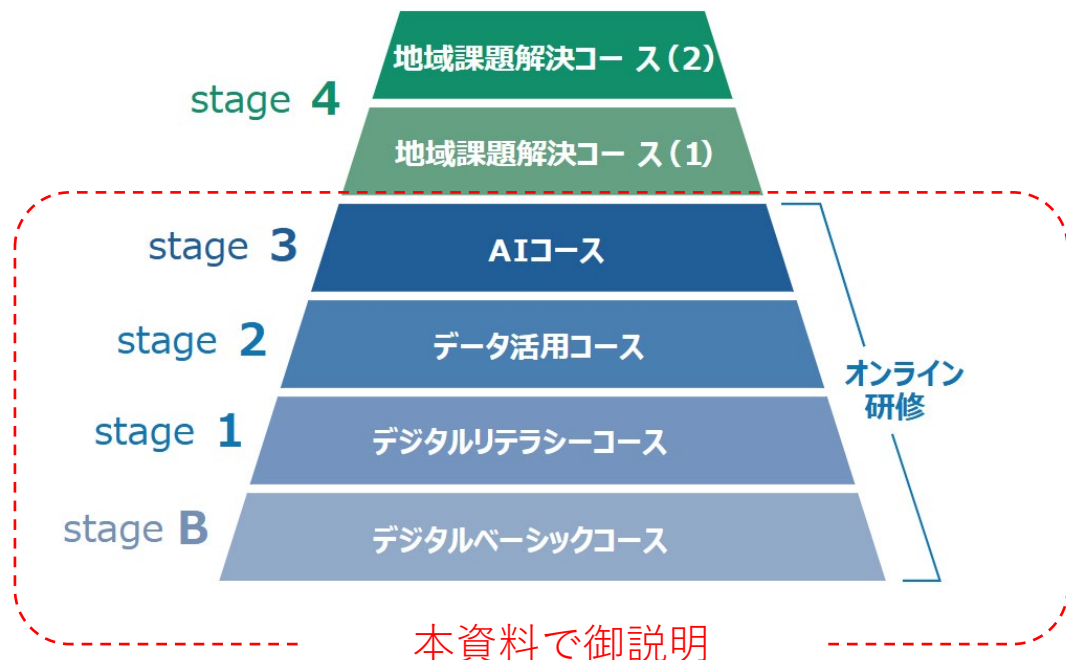 地域課題解決コー ス(2)
stage 4
地域課題解決コー ス(1)
stage 3
AIコース
stage 2
データ活用コース
オンライン
研修
stage 1
デジタルリテラシーコース
stage B
デジタルベーシックコース
本資料で御説明